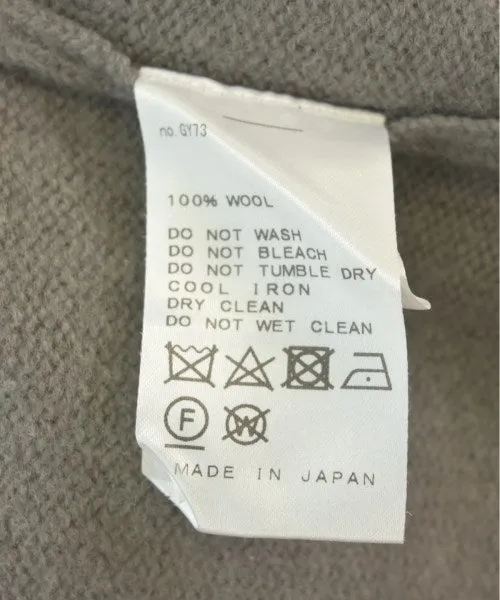 no. GY73
100% WOOL
DO NOT WASH
DO NOT BLEACH
DO NOT TUMBLE DRY
COOL IRON
DRY CLEAN
DO NOT WET CLEAN
F W
MADE IN JAPAN